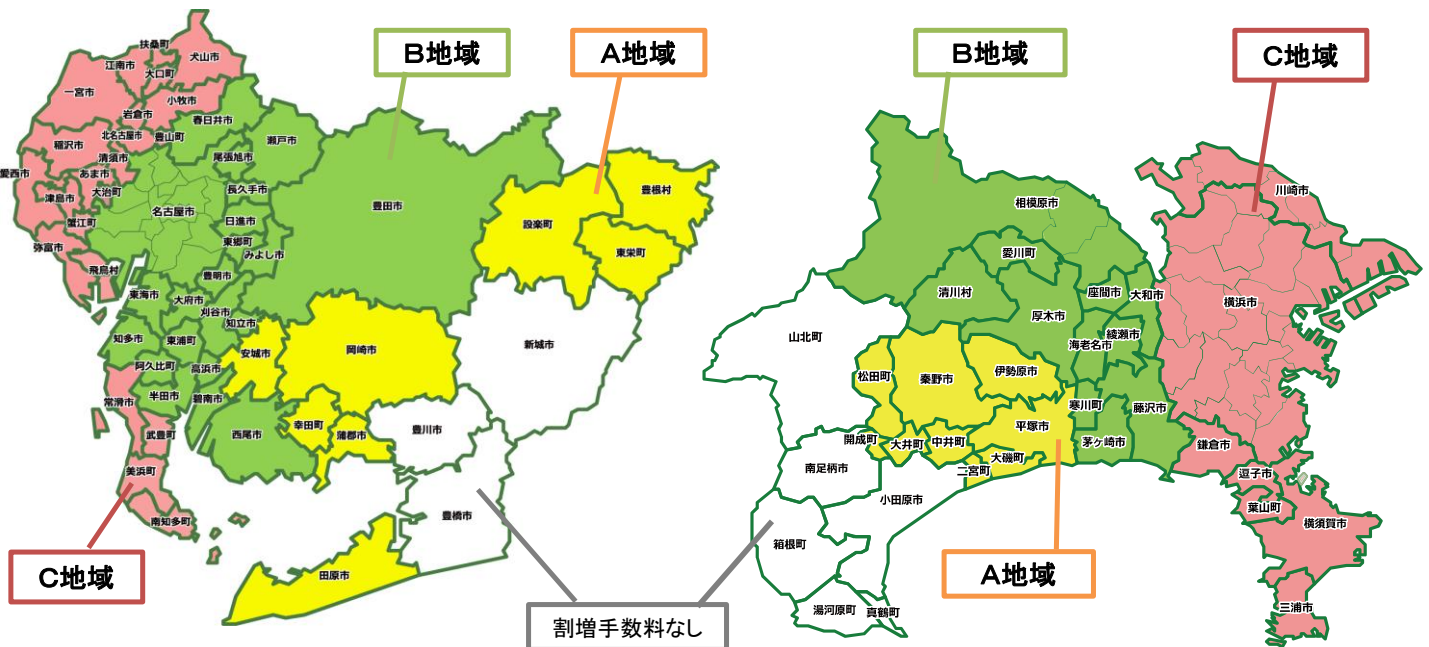 B地域
A地域
B地域
C地域
扶桑町
犬山市
江南市
大口町
一宮市
小牧市
岩倉市
春日井市
北名古屋市
豊山町
瀬戸市
稲沢市
清須市
尾張旭市
愛西市
あま市
長久手市
津島市
大治町
名古屋市
日進市
蟹江町
東郷町
みよし市
弥富市
飛島村
豊明市
東海市
大府市
刈谷市
知立市
知多市
東浦町
安城市
阿久比町
高浜市
半田市
碧南市
常滑市
武豊町
西尾市
美浜町
南知多町
豊田市
設楽町
豊根村
東栄町
岡崎市
新城市
幸田町
蒲郡市
豊川市
豊橋市
田原市
C地域
割増手数料なし
川崎市
相模原市
愛川町
清川村
座間市
大和市
横浜市
厚木市
山北町
綾瀬市
海老名市
松田町
秦野市
伊勢原市
寒川町
藤沢市
開成町
大井町
中井町
平塚市
茅ヶ崎市
鎌倉市
南足柄市
大磯町
二宮町
逗子市
小田原市
葉山町
横須賀市
箱根町
A地域
湯河原町
真鶴町
三浦市